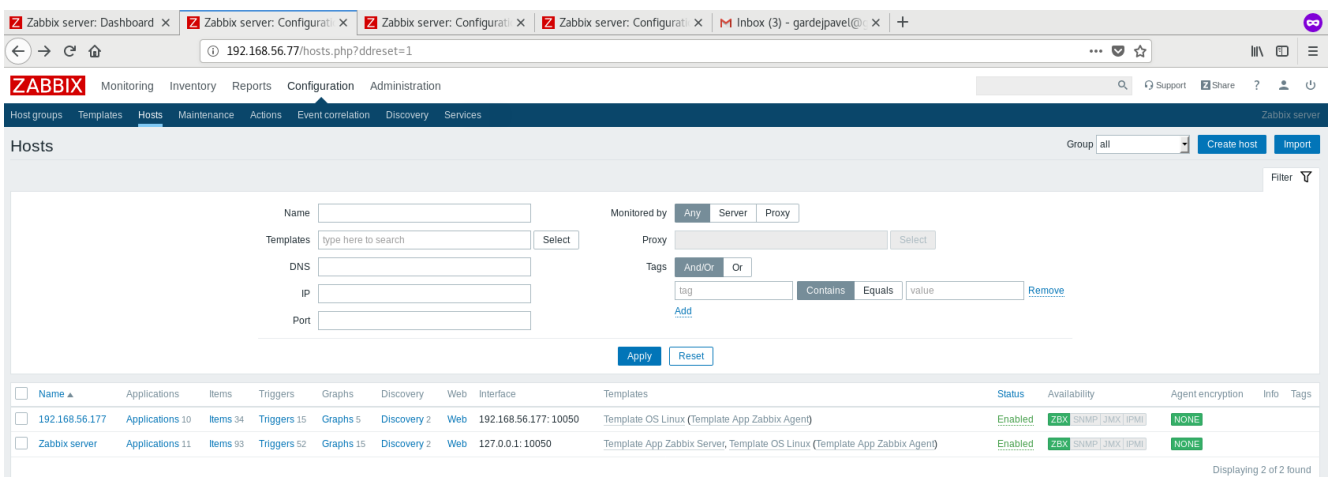 Zabbix server: Dashboard × Zabbix server: Configurati × Zabbix server: Configurati × Zabbix server: Configurati × Inbox (3) - gardejpavel@g ×
192.168.56.77/hosts.php?ddreset=1
ZABBIX Monitoring Inventory Reports Configuration Administration Support Z Share ?
Host groups Templates Hosts Maintenance Actions Event correlation Discovery Services Zabbix server
Hosts Group all Create host Import
Filter
Name Monitored by Any Server Proxy
Templates type here to search Select Proxy Select
DNS Tags And/Or Or
IP tag Contains Equals value Remove
Port Add
Apply Reset
Name Applications Items Triggers Graphs Discovery Web Interface Templates Status Availability Agent encryption Info Tags
192.168.56.177 Applications 10 Items 34 Triggers 15 Graphs 5 Discovery 2 Web 192.168.56.177: 10050 Template OS Linux (Template App Zabbix Agent) Enabled ZBX SNMP JMX IPMI NONE
Zabbix server Applications 11 Items 93 Triggers 52 Graphs 15 Discovery 2 Web 127.0.0.1: 10050 Template App Zabbix Server, Template OS Linux (Template App Zabbix Agent) Enabled ZBX SNMP JMX IPMI NONE
Displaying 2 of 2 found